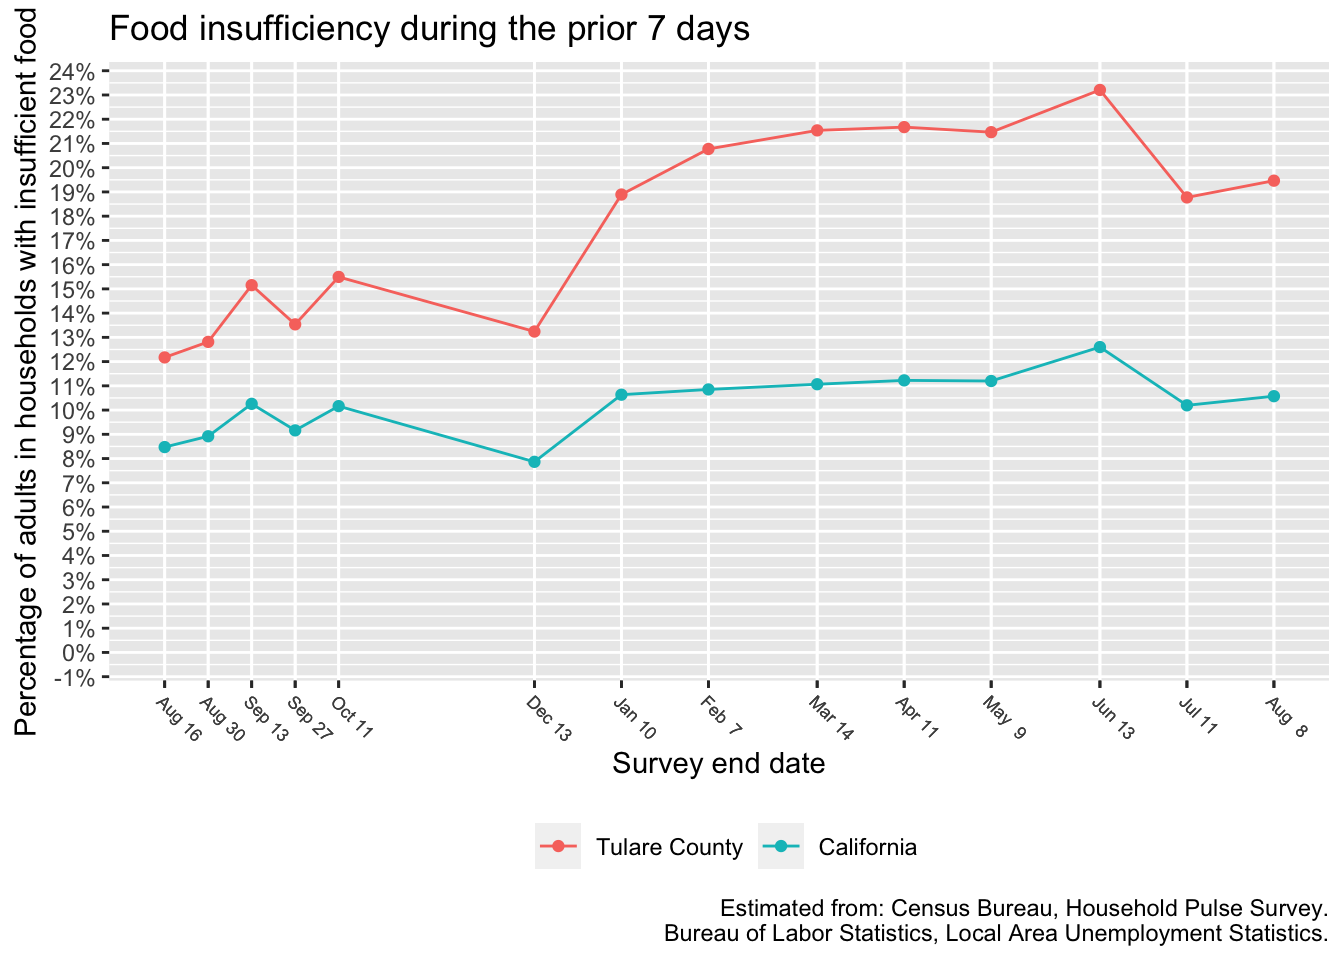 Food insufficiency during the prior 7 days
Percentage of adults in households with insufficient food
24%
23%
22%
21%
20%
19%
18%
17%
16%
15%
14%
13%
12%
11%
10%
9%
8%
7%
6%
5%
4%
3%
2%
1%
0%
-1%
Aug 16
Aug 30
Sep 13
Sep 27
Oct 11
Dec 13
Jan 10
Feb 7
Mar 14
Apr 11
May 9
Jun 13
Jul 11
Aug 8
Survey end date
Tulare County
California
Estimated from: Census Bureau, Household Pulse Survey.
Bureau of Labor Statistics, Local Area Unemployment Statistics.